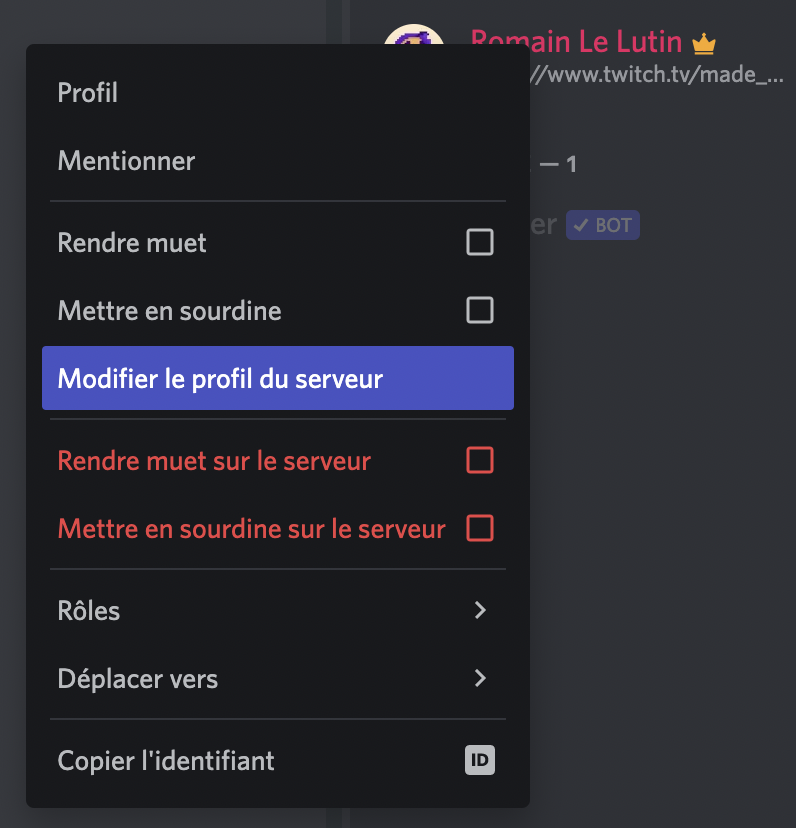 Romain Le Lutin
//www.twitch.tv/made_...
— 1
er BOT
Profil
Mentionner
Rendre muet
Mettre en sourdine
Modifier le profil du serveur
Rendre muet sur le serveur
Mettre en sourdine sur le serveur
Rôles
Déplacer vers
Copier l'identifiant ID